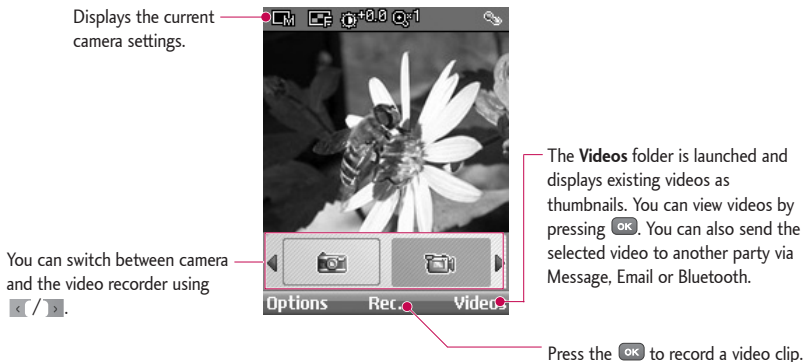 Displays the current
camera settings.
M F +0.0 x1
The Videos folder is launched and
displays existing videos as
thumbnails. You can view videos by
pressing OK. You can also send the
selected video to another party via
Message, Email or Bluetooth.
You can switch between camera
and the video recorder using
‹ / ›.
Options Rec. Videos
Press the OK to record a video clip.